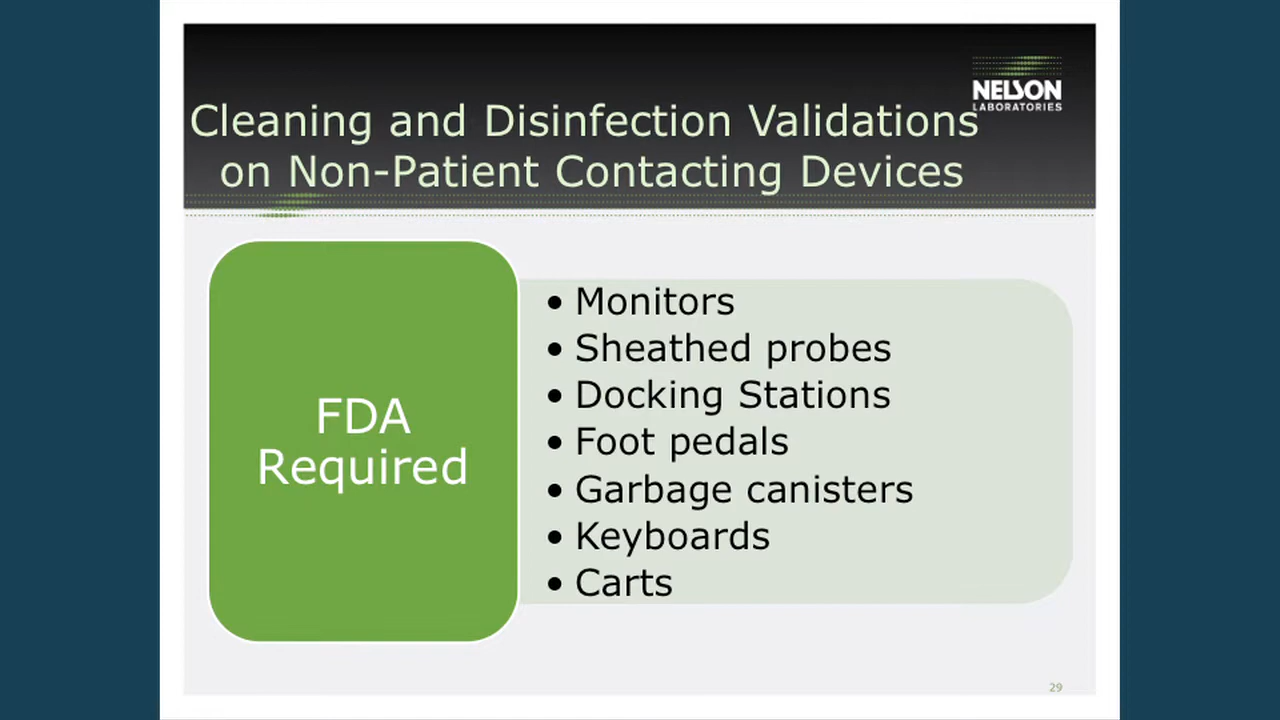 NELSON
LABORATORIES
Cleaning and Disinfection Validations
on Non-Patient Contacting Devices
FDA
Required
• Monitors
• Sheathed probes
• Docking Stations
• Foot pedals
• Garbage canisters
• Keyboards
• Carts
29